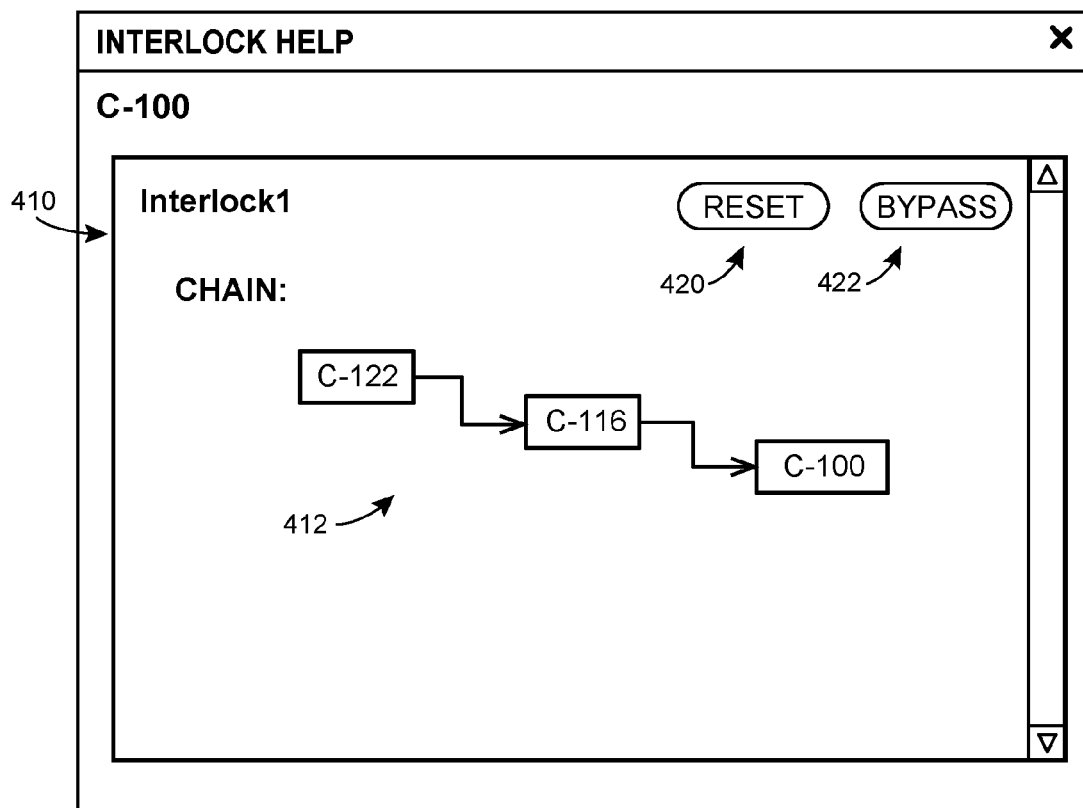 INTERLOCK HELP X
C-100
410
Interlock1 RESET BYPASS
420 422
CHAIN:
C-122
C-116
C-100
412